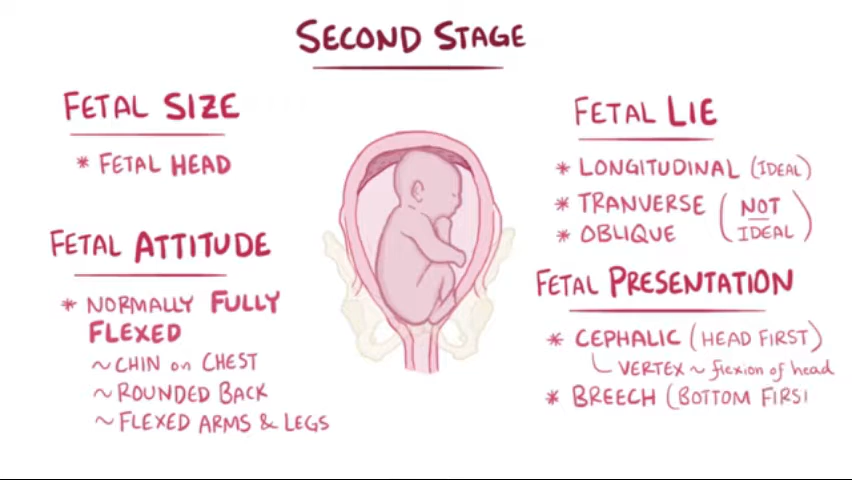 SECOND STAGE
FETAL SIZE
* FETAL HEAD
FETAL ATTITUDE
* NORMALLY FULLY
FLEXED
~ CHIN on CHEST
~ ROUNDED BACK
~ FLEXED ARMS & LEGS
FETAL LIE
* LONGITUDINAL (IDEAL)
* TRANVERSE
* OBLIQUE
(NOT
IDEAL)
FETAL PRESENTATION
* CEPHALIC (HEAD FIRST)
VERTEX ~ flexion of head
* BREECH (BOTTOM FIRST